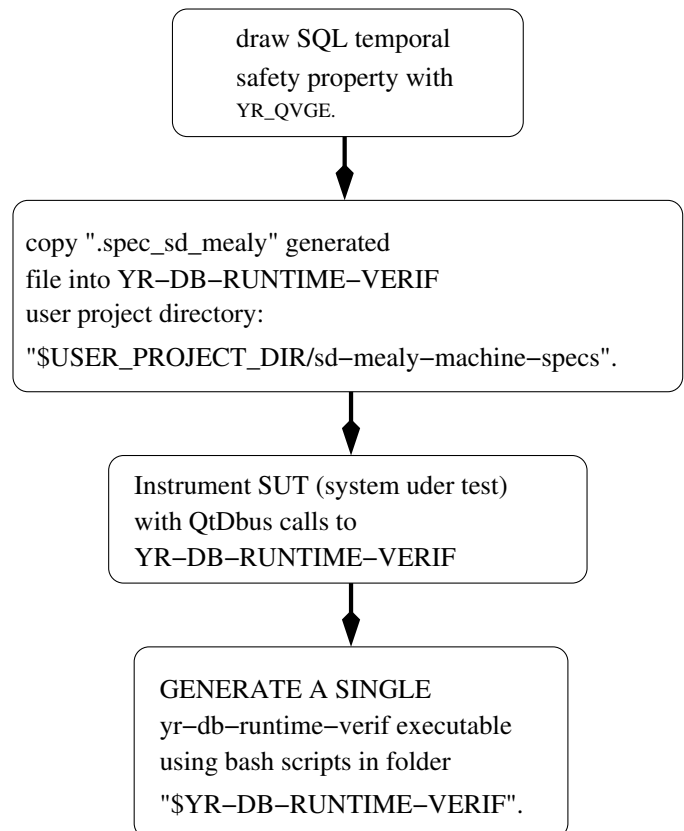 draw SQL temporal
safety property with
YR_QVGE.
copy ".spec_sd_mealy" generated
file into YR−DB−RUNTIME−VERIF
user project directory:
"$USER_PROJECT_DIR/sd−mealy−machine−specs".
Instrument SUT (system uder test)
with QtDbus calls to
YR−DB−RUNTIME−VERIF
GENERATE A SINGLE
yr−db−runtime−verif executable
using bash scripts in folder
"$YR−DB−RUNTIME−VERIF".